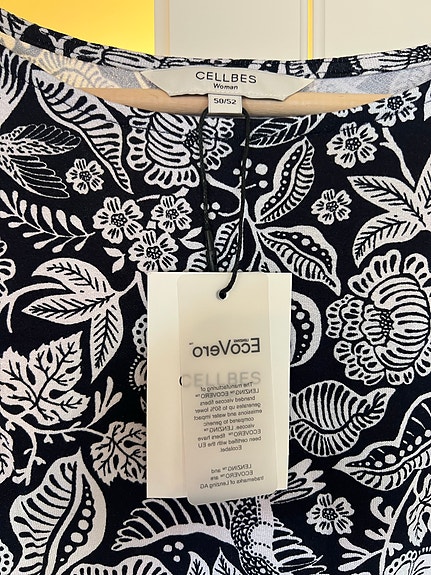 CELLBES
Woman
50/52
LENZING™
EcoVero™
CELLBES
The manufacturing of
LENZING™ ECOVERO™
branded viscose fibers
generates up to 50% lower
emissions and water impact
compared to generic
viscose. LENZING™
ECOVERO™ fibers have
been certified with the EU
Ecolabel.
LENZING™ and
ECOVERO™ are
trademarks of Lenzing AG